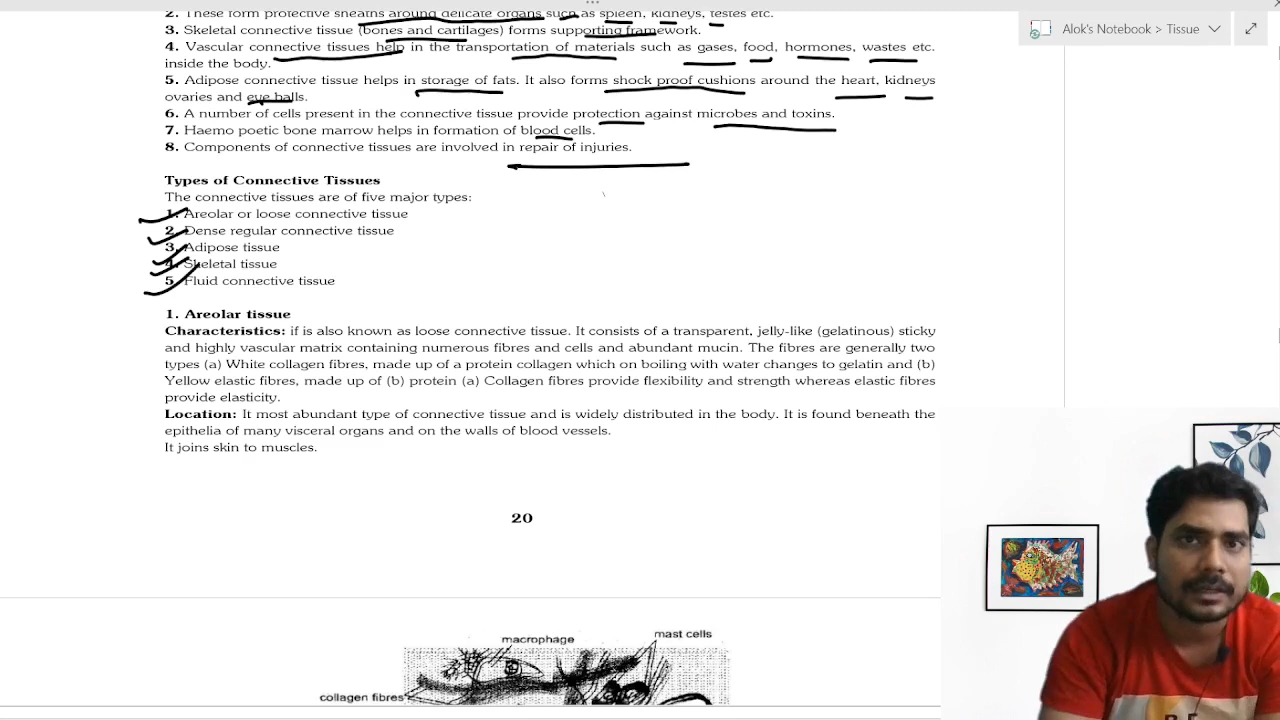 2. These form protective sheaths around delicate organs such as spleen, kidneys, testes etc.
3. Skeletal connective tissue (bones and cartilages) forms supporting framework.
4. Vascular connective tissues help in the transportation of materials such as gases, food, hormones, wastes etc.
inside the body.
5. Adipose connective tissue helps in storage of fats. It also forms shock proof cushions around the heart, kidneys
ovaries and eye balls.
6. A number of cells present in the connective tissue provide protection against microbes and toxins.
7. Haemo poetic bone marrow helps in formation of blood cells.
8. Components of connective tissues are involved in repair of injuries.
Types of Connective Tissues
The connective tissues are of five major types:
1. Areolar or loose connective tissue
2. Dense regular connective tissue
3. Adipose tissue
4. Skeletal tissue
5. Fluid connective tissue
1. Areolar tissue
Characteristics: if is also known as loose connective tissue. It consists of a transparent, jelly-like (gelatinous) sticky
and highly vascular matrix containing numerous fibres and cells and abundant mucin. The fibres are generally two
types (a) White collagen fibres, made up of a protein collagen which on boiling with water changes to gelatin and (b)
Yellow elastic fibres, made up of (b) protein (a) Collagen fibres provide flexibility and strength whereas elastic fibres
provide elasticity.
Location: It most abundant type of connective tissue and is widely distributed in the body. It is found beneath the
epithelia of many visceral organs and on the walls of blood vessels.
It joins skin to muscles.
20
macrophage
mast cells
collagen fibres
Alok's Notebook > Tissue